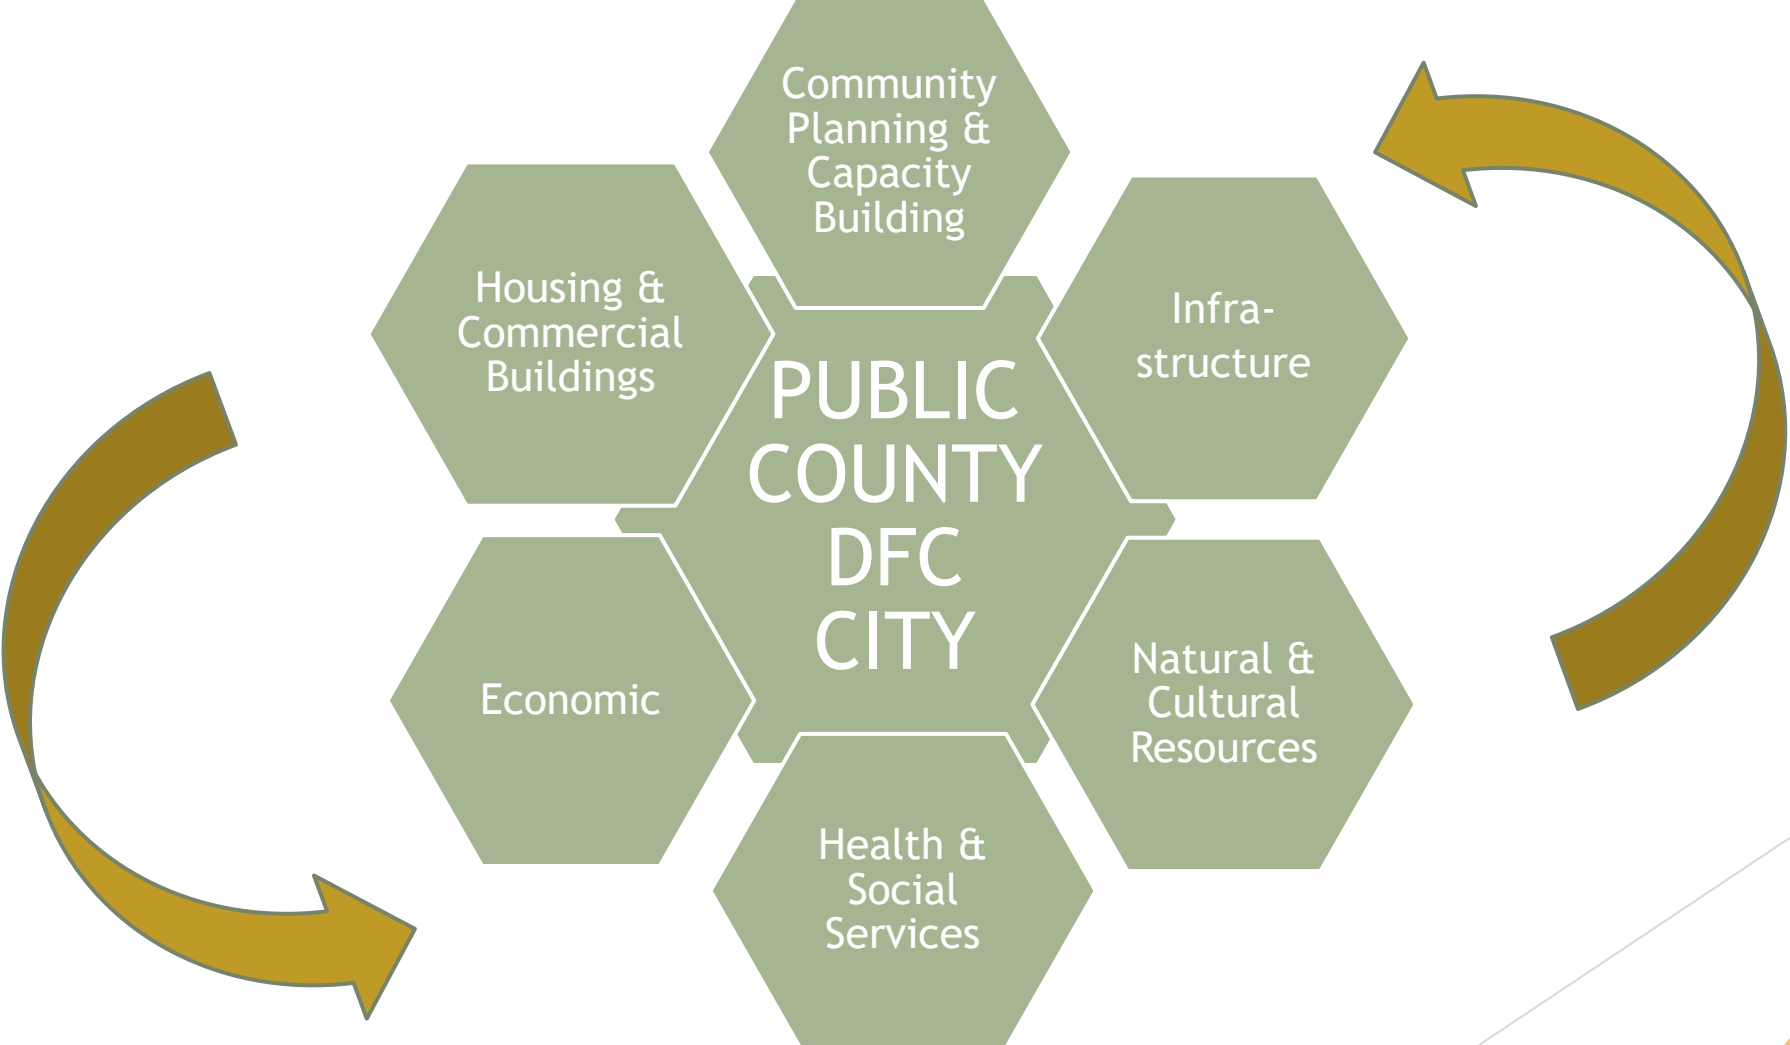 Community
Planning &
Capacity
Building
Housing &
Commercial
Buildings
Infra-
structure
PUBLIC
COUNTY
DFC
CITY
Economic
Natural &
Cultural
Resources
Health &
Social
Services